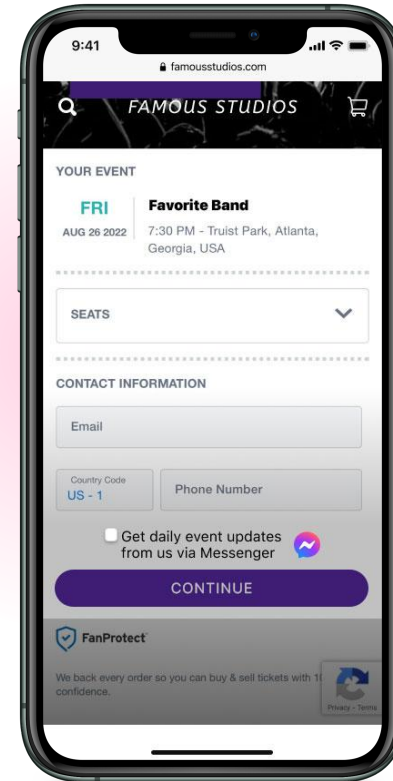 9:41
famousstudios.com
FAMOUS STUDIOS
YOUR EVENT
FRI
AUG 26 2022
Favorite Band
7:30 PM - Truist Park, Atlanta,
Georgia, USA
SEATS
CONTACT INFORMATION
Email
Country Code
US - 1
Phone Number
Get daily event updates
from us via Messenger
CONTINUE
FanProtect
We back every order so you can buy & sell tickets with
confidence.
Privacy - Terms